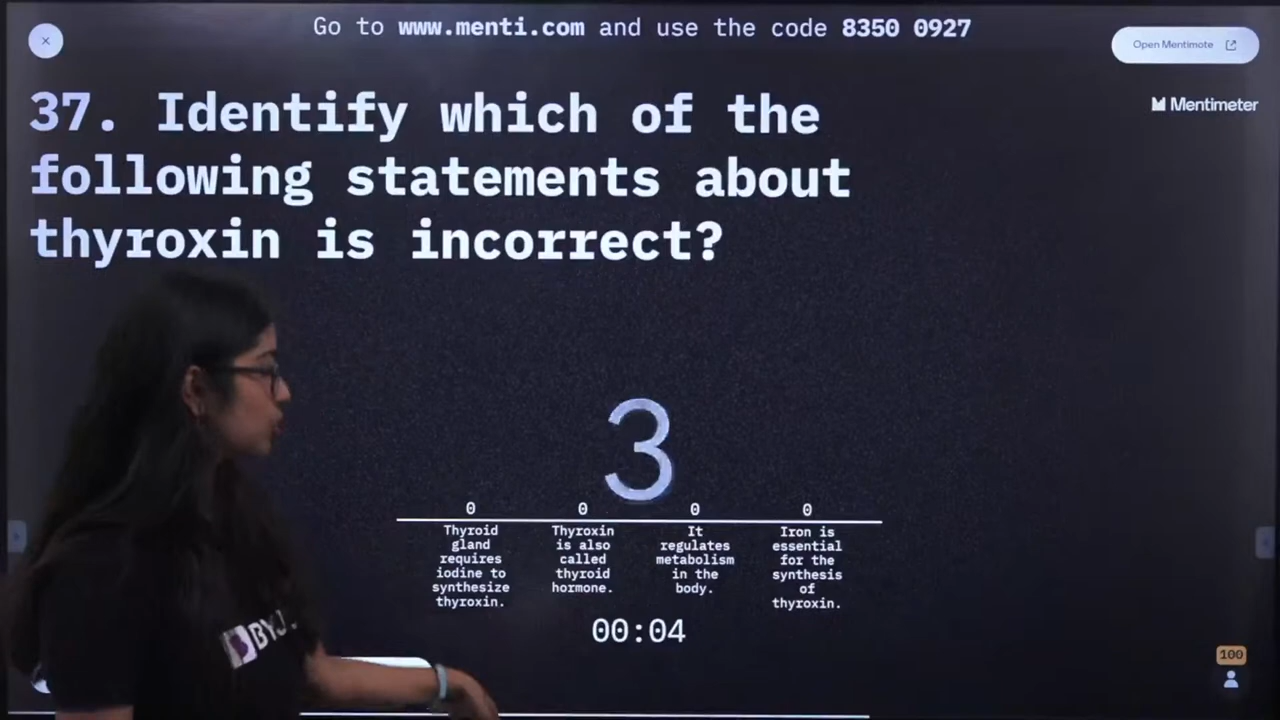 Go to www.menti.com and use the code 8350 0927
Open Mentimote
Mentimeter
37. Identify which of the
following statements about
thyroxin is incorrect?
3
0 0 0 0
Thyroid
gland
requires
iodine to
synthesize
thyroxin.
Thyroxin
is also
called
thyroid
hormone.
It
regulates
metabolism
in the
body.
Iron is
essential
for the
synthesis
of
thyroxin.
00:04
100